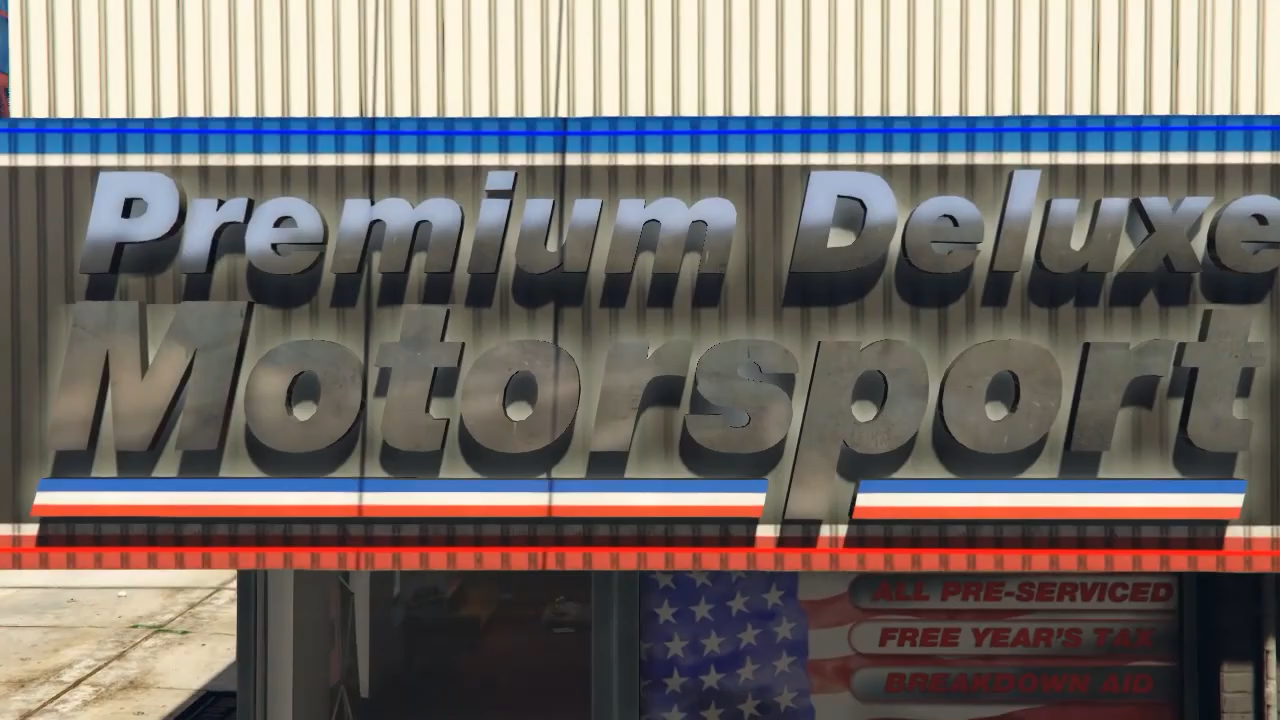 Premium Deluxe
Motorsport
ALL PRE-SERVICED
FREE YEAR'S TAX
BREAKDOWN AID